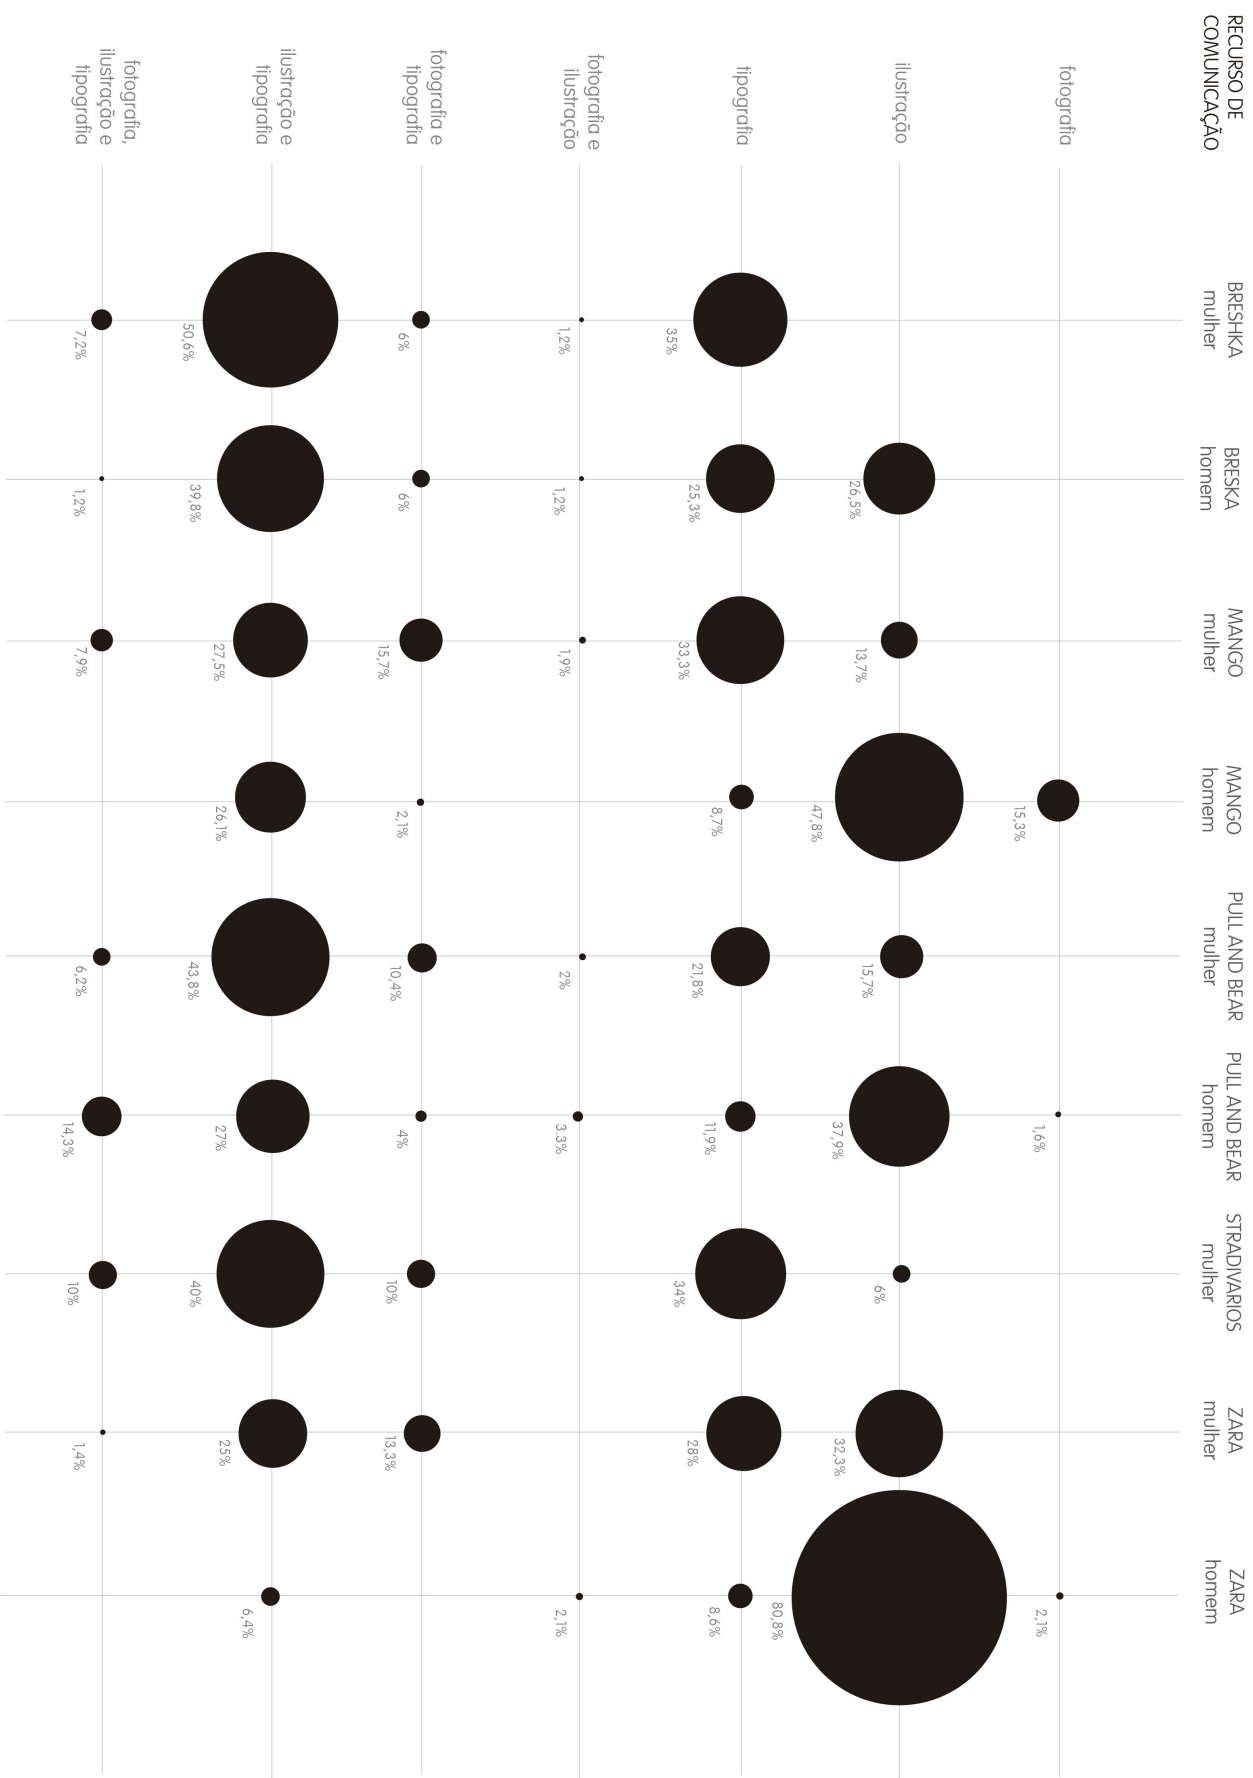 RECURSO DE
COMUNICAÇÃO
BRESHKA
mulher
BRESKA
homem
MANGO
mulher
MANGO
homem
PULL AND BEAR
mulher
PULL AND BEAR
homem
STRADIVARIOS
mulher
ZARA
mulher
ZARA
homem
fotografia
15,3%
1,6%
2,1%
ilustração
26,5%
13,7%
47,8%
15,7%
37,9%
6%
32,3%
80,8%
tipografia
35%
25,3%
33,3%
8,7%
21,8%
11,9%
34%
28%
8,6%
fotografia e
ilustração
1,2%
1,2%
1,9%
2%
3.3%
2,1%
fotografia e
tipografia
6%
6%
15,7%
2,1%
10,4%
4%
10%
13,3%
ilustração e
tipografia
50,6%
39,8%
27,5%
26,1%
43,8%
27%
40%
25%
6,4%
fotografia,
ilustração e
tipografia
7,2%
1,2%
7,9%
6,2%
14,3%
10%
1,4%